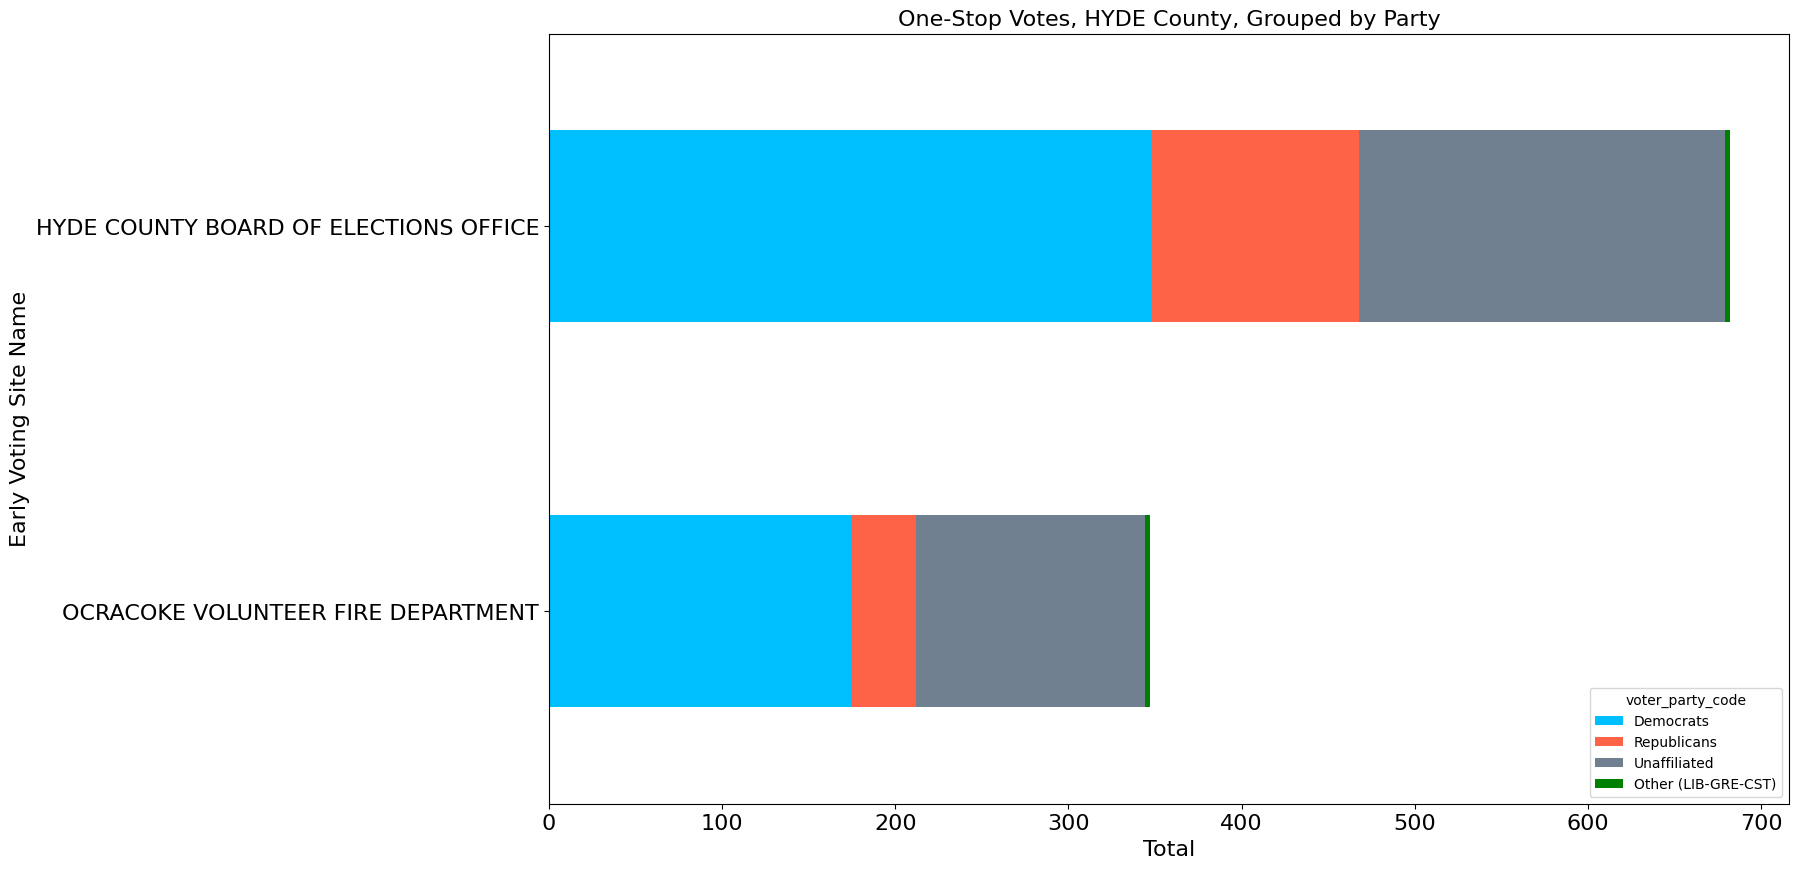 One-Stop Votes, HYDE County, Grouped by Party
Early Voting Site Name
HYDE COUNTY BOARD OF ELECTIONS OFFICE
OCRACOKE VOLUNTEER FIRE DEPARTMENT
voter_party_code
Democrats
Republicans
Unaffiliated
Other (LIB-GRE-CST)
0 100 200 300 400 500 600 700
Total